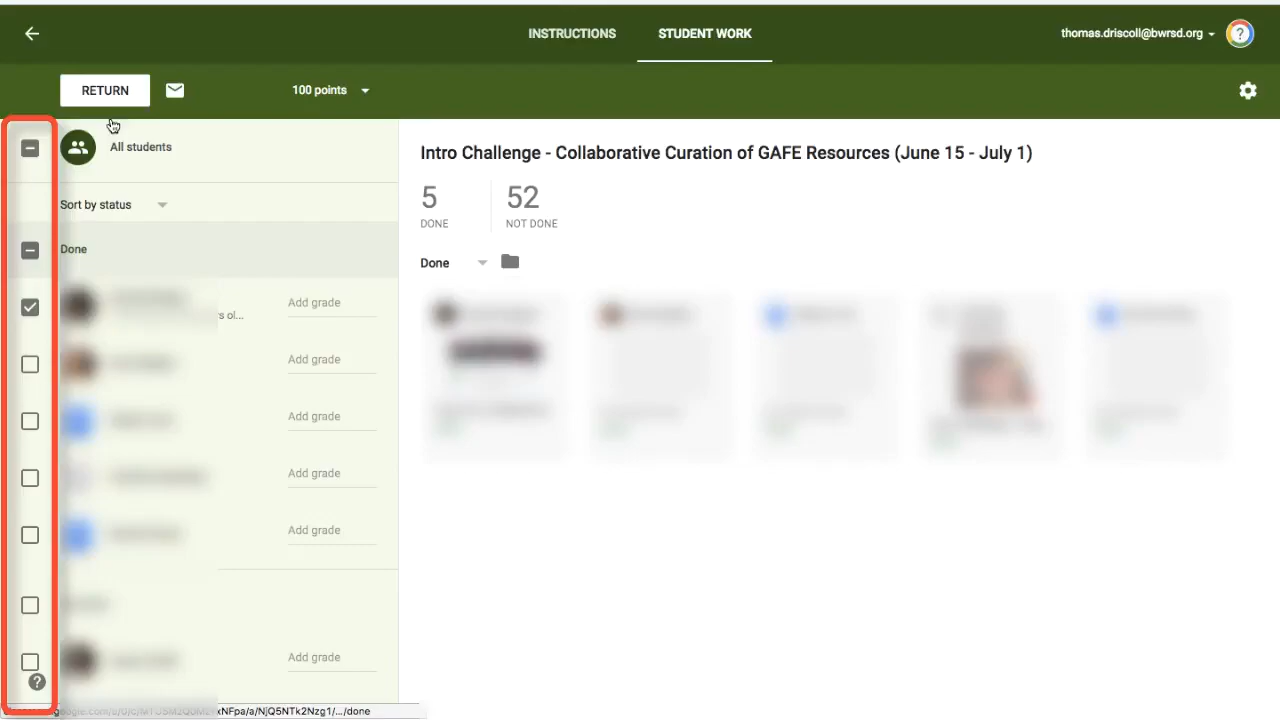 INSTRUCTIONS STUDENT WORK thomas.driscoll@bwrsd.org
RETURN 100 points
All students
Intro Challenge - Collaborative Curation of GAFE Resources (June 15 - July 1)
Sort by status
5 52
DONE NOT DONE
Done
Done
Add grade
s ol...
Add grade
Add grade
Add grade
Add grade
Add grade
/done